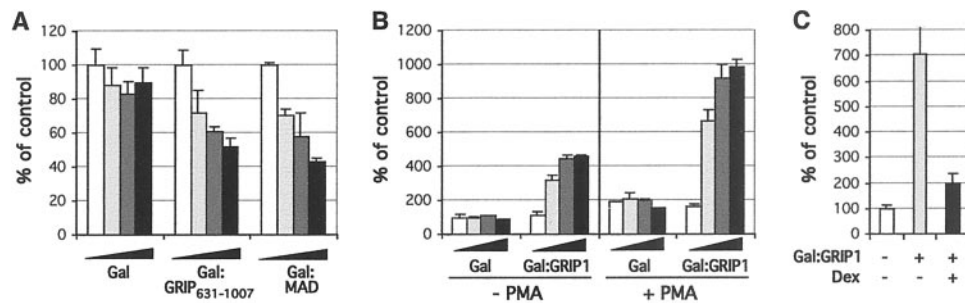 A
% of control
120
100
80
60
40
20
0
Gal
Gal:
GRIP631-1007
Gal:
MAD
B
% of control
1200
1000
800
600
400
200
0
Gal
Gal:GRIP1
Gal
Gal:GRIP1
- PMA
+ PMA
C
% of control
800
700
600
500
400
300
200
100
0
Gal:GRIP1 - + +
Dex - - +